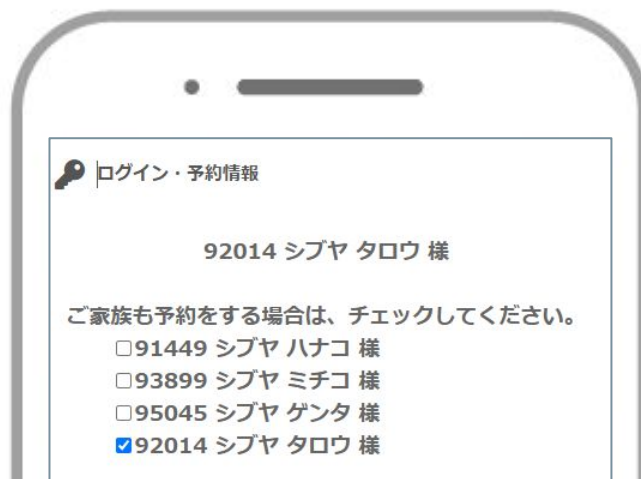 ログイン・予約情報
92014 シブヤ タロウ 様
ご家族も予約をする場合は、チェックしてください。
91449 シブヤ ハナコ 様
93899 シブヤ ミチコ 様
95045 シブヤ ゲンタ 様
92014 シブヤ タロウ 様